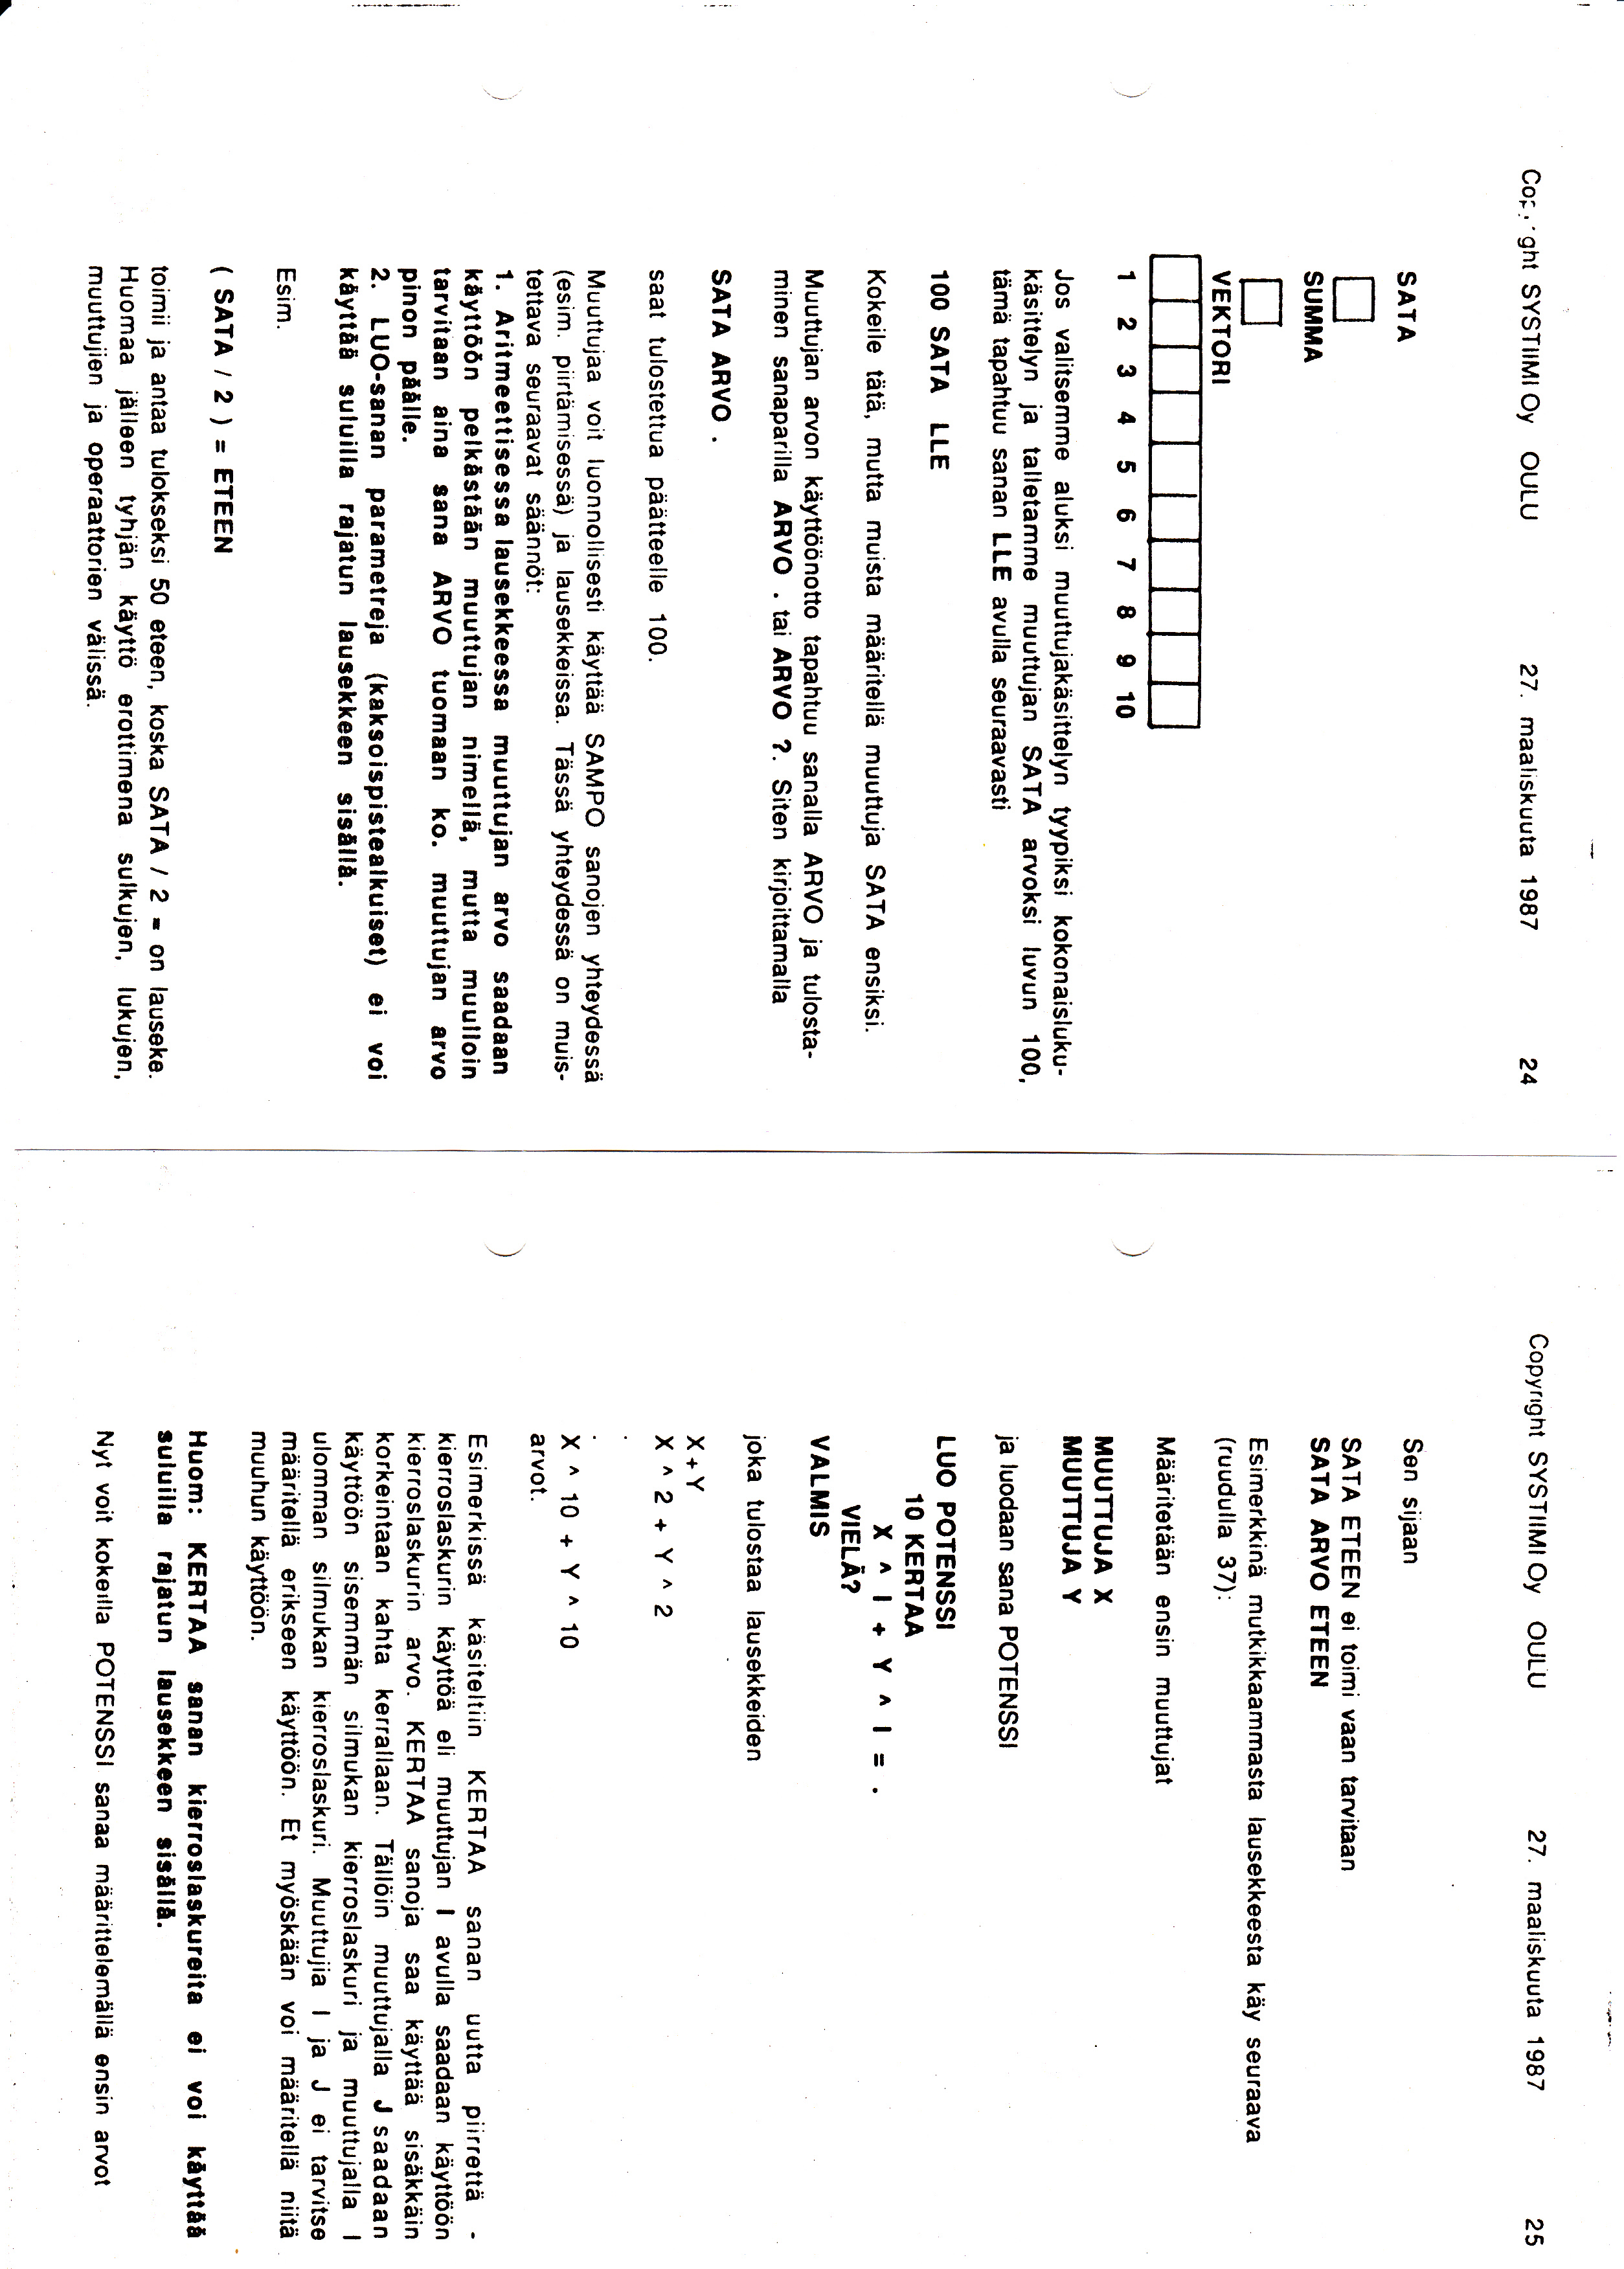 Copyright SYSTIIMI Oy OULU 27. maaliskuuta 1987 24
SATA
SUMMA
VEKTORI
1 2 3 4 5 6 7 8 9 10
Jos valitsemme aluksi muuttujakäsittelyn tyypiksi kokonaisluku-
käsittelyn ja talletamme muuttujan SATA arvoksi luvun 100,
tämä tapahtuu sanan LLE avulla seuraavasti
100 SATA LLE
Kokeile tätä, mutta muista määritellä muuttuja SATA ensiksi.
Muuttujan arvon käyttöönotto tapahtuu sanalla ARVO ja tulosta-
minen sanaparilla ARVO . tai ARVO ?. Siten kirjoittamalla
SATA ARVO .
saat tulostettua päätteelle 100.
Muuttujaa voit luonnollisesti käyttää SAMPO sanojen yhteydessä
(esim. piirtämisessä) ja lausekkeissa. Tässä yhteydessä on muis-
tettava seuraavat säännöt:
1. Aritmeettisessa lausekkeessa muuttujan arvo saadaan
käyttöön pelkästään muuttujan nimellä, mutta muulloin
tarvitaan aina sana ARVO tuomaan ko. muuttujan arvo
pinon päälle.
2. LUO-sanan parametreja (kaksoispistealkuiset) ei voi
käyttää suluilla rajatun lausekkeen sisällä.
Esim.
( SATA / 2 ) = ETEEN
toimii ja antaa tulokseksi 50 eteen, koska SATA / 2 = on lauseke.
Huomaa jälleen tyhjän käyttö erottimena sulkujen, lukujen,
muuttujien ja operaattorien välissä.
Copyright SYSTIIMI Oy OULU 27. maaliskuuta 1987 25
Sen sijaan
SATA ETEEN ei toimi vaan tarvitaan
SATA ARVO ETEEN
Esimerkkinä mutkikkaammasta lausekkeesta käy seuraava
(ruudulla 37):
Määritetään ensin muuttujat
MUUTTUJA X
MUUTTUJA Y
ja luodaan sana POTENSSI
LUO POTENSSI
10 KERTAA
X ^ I + Y ^ I = .
VIELÄ?
VALMIS
joka tulostaa lausekkeiden
X + Y
X ^ 2 + Y ^ 2
.
.
X ^ 10 + Y ^ 10
arvot.
Esimerkissä käsiteltiin KERTAA sanan uutta piirrettä -
kierroslaskurin käyttöä eli muuttujan I avulla saadaan käyttöön
kierroslaskurin arvo. KERTAA sanoja saa käyttää sisäkkäin
korkeintaan kahta kerrallaan. Tällöin muuttujalla J saadaan
käyttöön sisemmän silmukan kierroslaskuri ja muuttujalla I
ulomman silmukan kierroslaskuri. Muuttujia I ja J ei tarvitse
määritellä erikseen käyttöön. Et myöskään voi määritellä niitä
muuhun käyttöön.
Huom: KERTAA sanan kierroslaskureita ei voi käyttää
suluilla rajatun lausekkeen sisällä.
Nyt voit kokeilla POTENSSI sanaa määrittelemällä ensin arvot